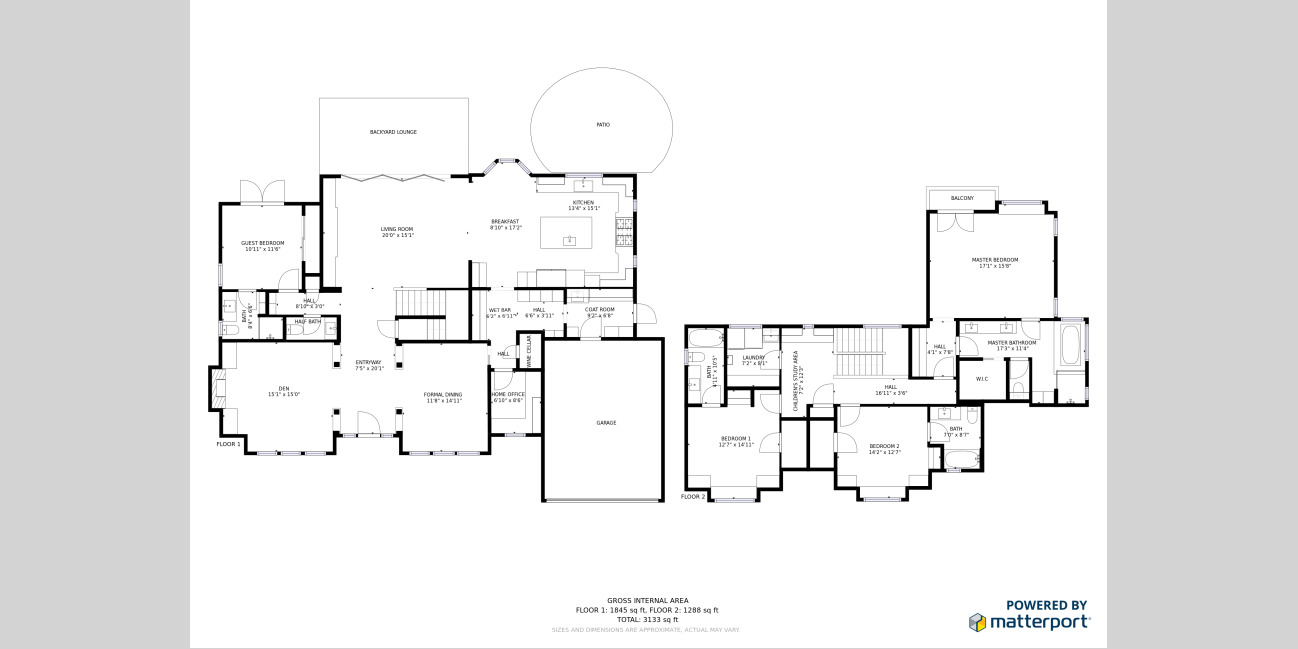 BACKYARD LOUNGE
PATIO
GUEST BEDROOM
10'11" x 11'6"
LIVING ROOM
20'0" x 15'1"
BREAKFAST
8'10" x 17'2"
KITCHEN
13'4" x 15'1"
BATH
HALL
8'10" x 3'0"
HALF BATH
WET BAR
6'2" x 6'11"
HALL
6'6" x 3'11"
COAT ROOM
9'2" x 6'8"
HALL
WINE CELLAR
ENTRYWAY
7'5" x 20'1"
DEN
15'1" x 15'0"
FORMAL DINING
11'8" x 14'11"
HOME OFFICE
6'10" x 8'6"
GARAGE
FLOOR 1
BALCONY
MASTER BEDROOM
17'1" x 15'8"
BATH
LAUNDRY
7'2" x 8'1"
CHILDREN'S STUDY AREA
7'2" x 12'3"
HALL
4'1" x 7'8"
MASTER BATHROOM
17'3" x 11'4"
W.I.C
HALL
16'11" x 3'6"
BEDROOM 1
12'7" x 14'11"
BEDROOM 2
14'2" x 12'7"
BATH
7'0" x 8'7"
FLOOR 2
GROSS INTERNAL AREA
FLOOR 1: 1845 sq ft, FLOOR 2: 1288 sq ft
TOTAL: 3133 sq ft
SIZES AND DIMENSIONS ARE APPROXIMATE, ACTUAL MAY VARY.
POWERED BY
matterport